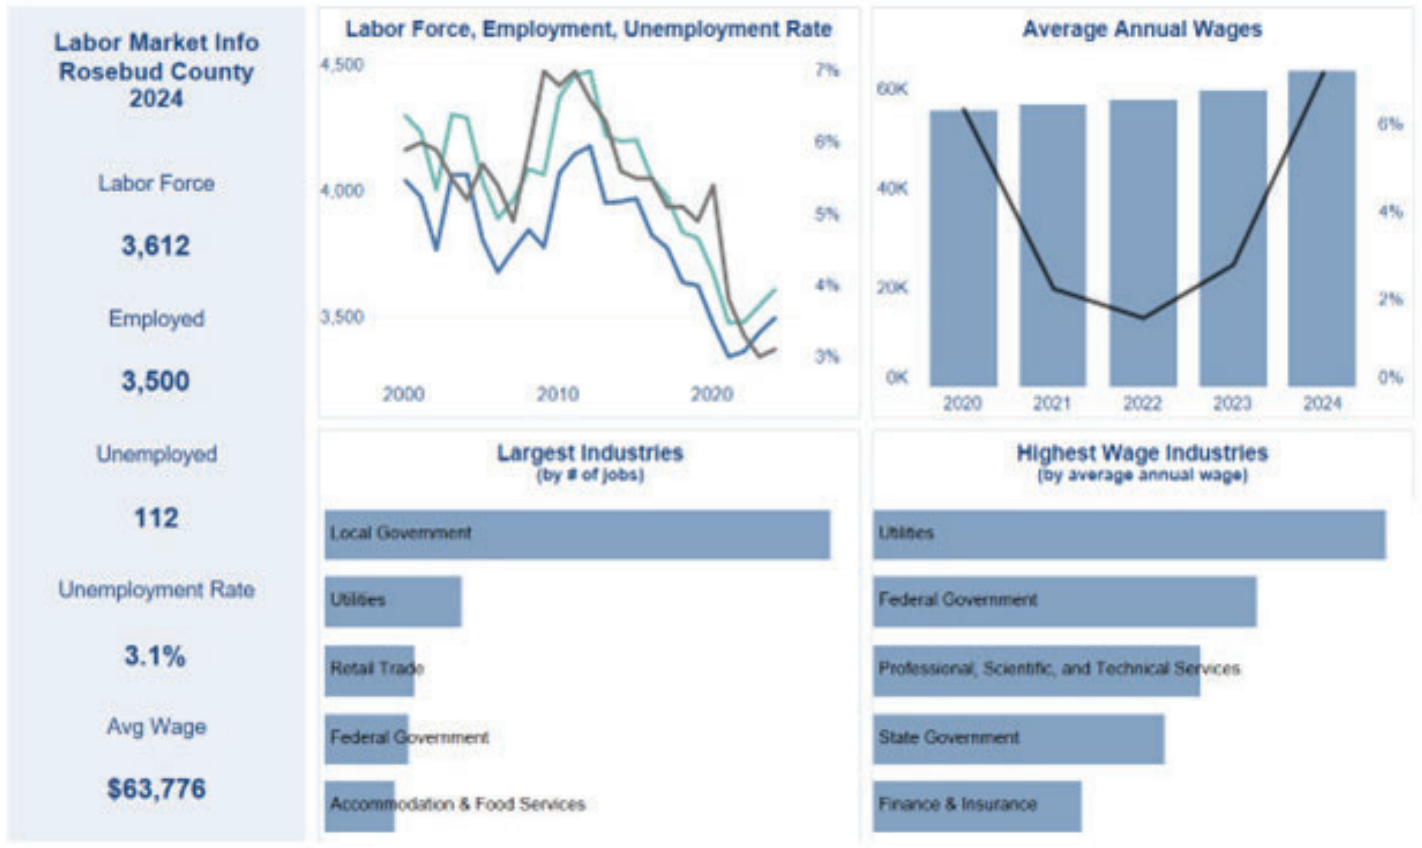 Labor Market Info
Rosebud County
2024
Labor Force
3,612
Employed
3,500
Unemployed
112
Unemployment Rate
3.1%
Avg Wage
$63,776
Labor Force, Employment, Unemployment Rate
4,500
4,000
3,500
7%
6%
5%
4%
3%
2000 2010 2020
Average Annual Wages
60K
40K
20K
0K
6%
4%
2%
0%
2020 2021 2022 2023 2024
Largest Industries
(by # of jobs)
Local Government
Utilities
Retail Trade
Federal Government
Accommodation & Food Services
Highest Wage Industries
(by average annual wage)
Utilities
Federal Government
Professional, Scientific, and Technical Services
State Government
Finance & Insurance